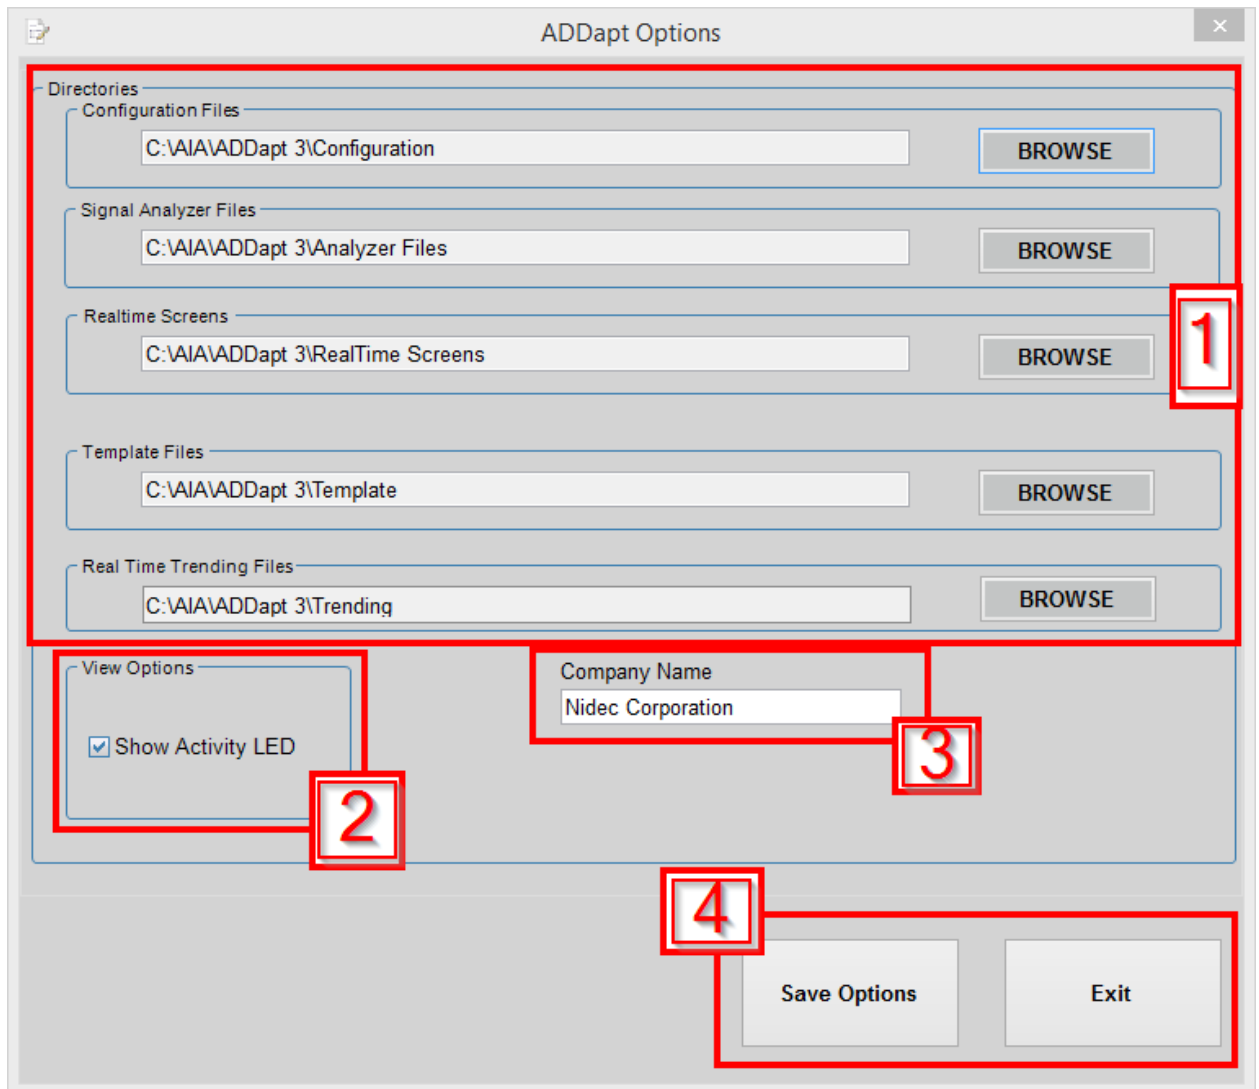 ADDapt Options
Directories
Configuration Files
C:\AIA\ADDapt 3\Configuration
BROWSE
Signal Analyzer Files
C:\AIA\ADDapt 3\Analyzer Files
BROWSE
Realtime Screens
C:\AIA\ADDapt 3\RealTime Screens
BROWSE
1
Template Files
C:\AIA\ADDapt 3\Template
BROWSE
Real Time Trending Files
C:\AIA\ADDapt 3\Trending
BROWSE
View Options
Show Activity LED
2
Company Name
Nidec Corporation
3
4
Save Options
Exit